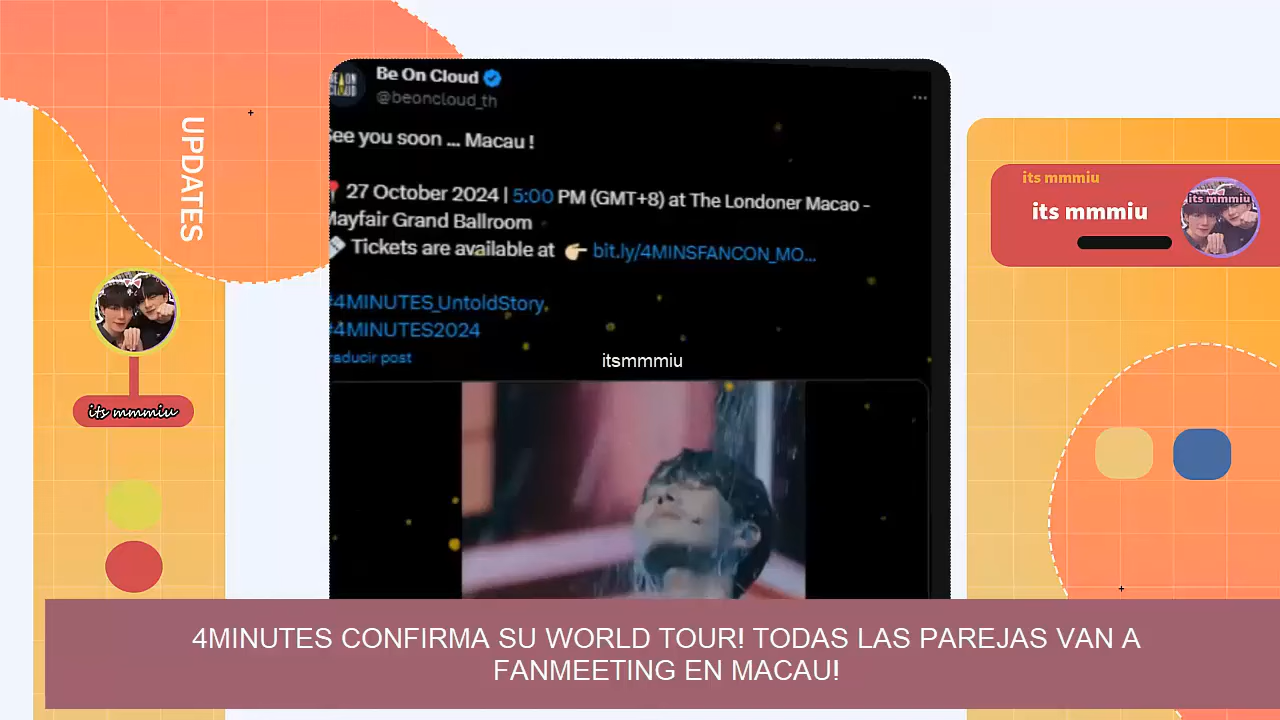 UPDATES
its mmmiu
Be On Cloud
@beoncloud_th
See you soon ... Macau !
27 October 2024 | 5:00 PM (GMT+8) at The Londoner Macao -
Mayfair Grand Ballroom
Tickets are available at 👉 bit.ly/4MINSFANCON_MO...
#4MINUTES_UntoldStory
#4MINUTES2024
raducir post
itsmmmiu
its mmmiu
its mmmiu
its mmmiu
4MINUTES CONFIRMA SU WORLD TOUR! TODAS LAS PAREJAS VAN A
FANMEETING EN MACAU!